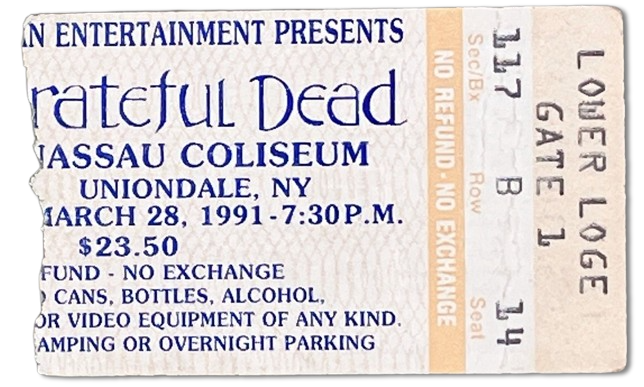 N ENTERTAINMENT PRESENTS
rateful Dead
NASSAU COLISEUM
UNIONDALE, NY
MARCH 28, 1991-7:30P.M.
$23.50
FUND - NO EXCHANGE
CANS, BOTTLES, ALCOHOL,
OR VIDEO EQUIPMENT OF ANY KIND.
AMPING OR OVERNIGHT PARKING
NO REFUND - NO EXCHANGE
Sec/Bx Row Seat
117 B 14
GATE 1
LOWER LOGE